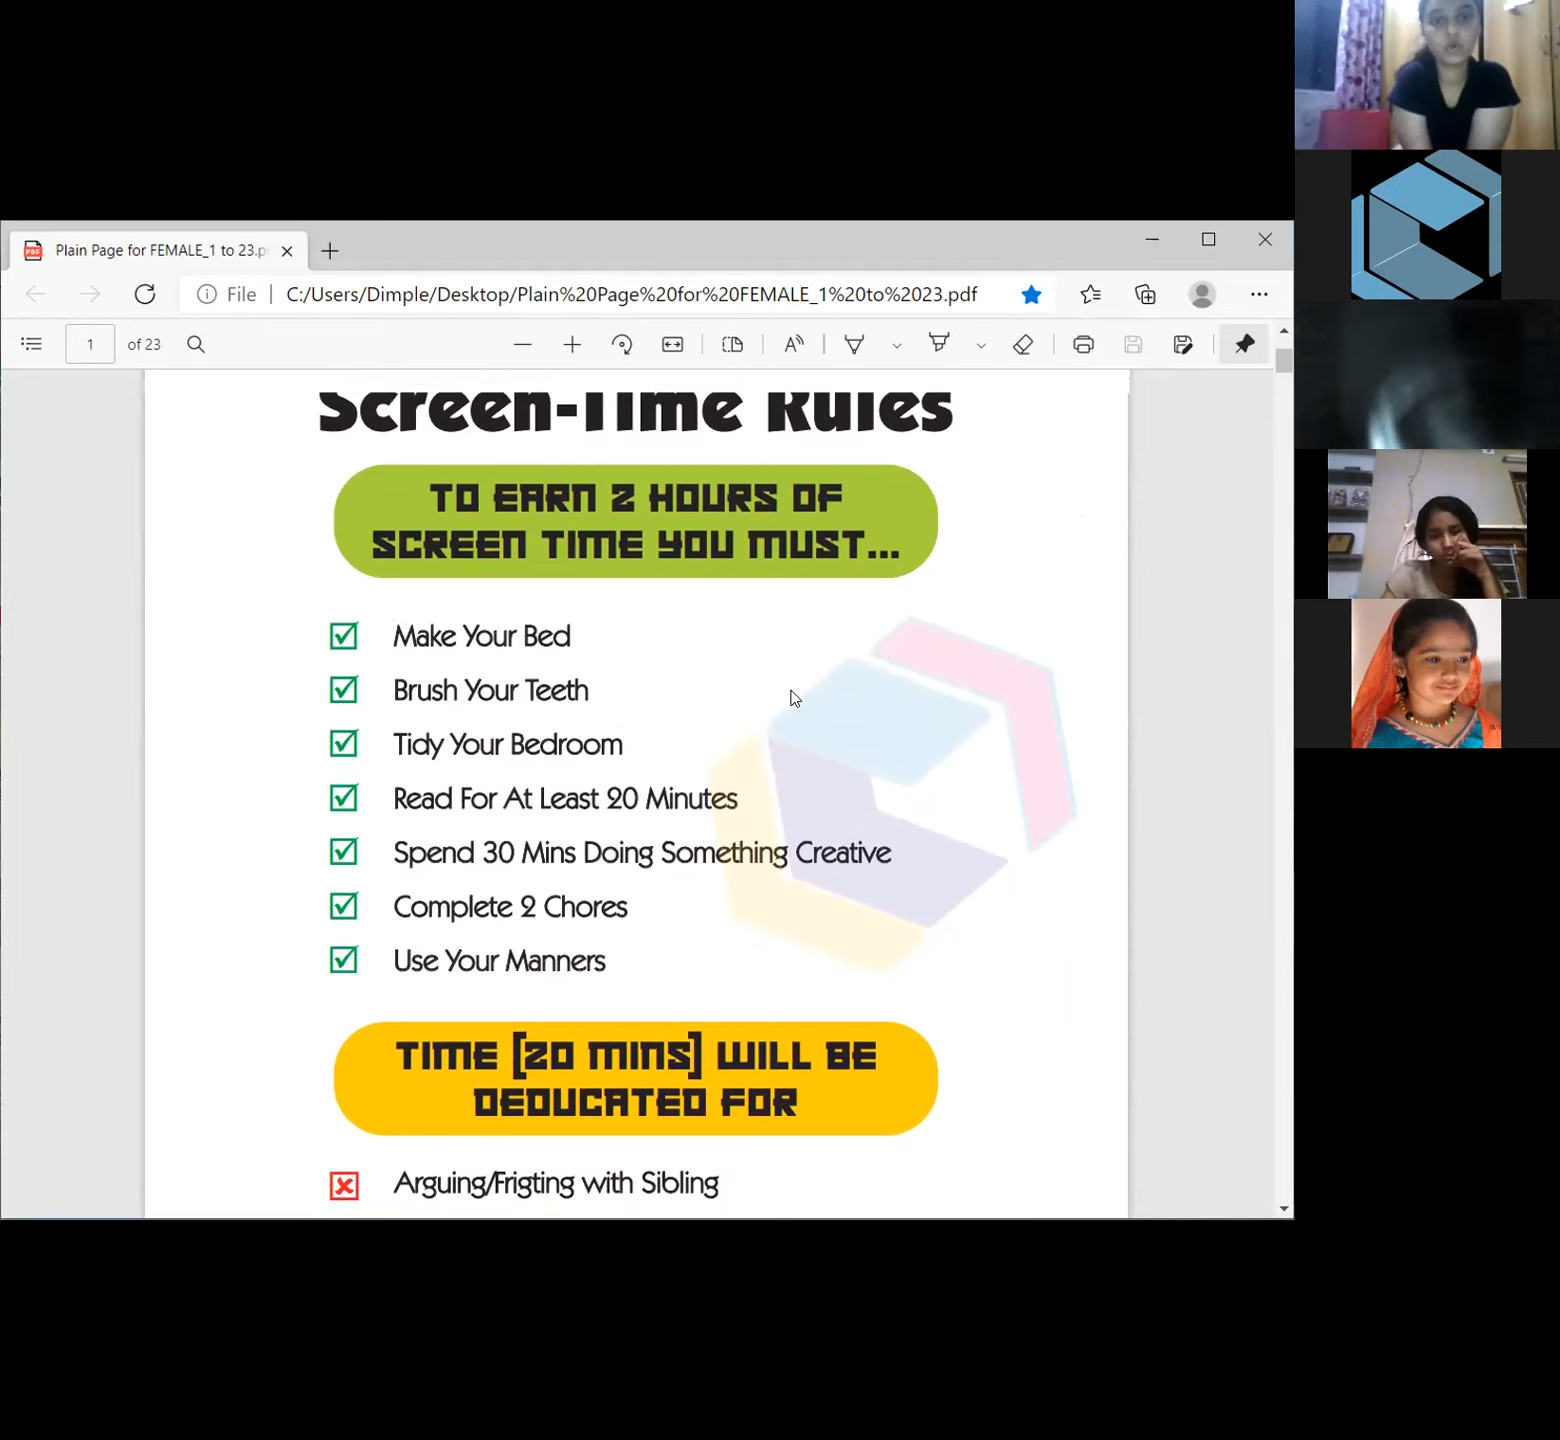 Plain Page for FEMALE_1 to 23.p
File
C:/Users/Dimple/Desktop/Plain%20Page%20for%20FEMALE_1%20to%2023.pdf
1 of 23
Screen-Time Rules
TO EARN 2 HOURS OF
SCREEN TIME YOU MUST...
Make Your Bed
Brush Your Teeth
Tidy Your Bedroom
Read For At Least 20 Minutes
Spend 30 Mins Doing Something Creative
Complete 2 Chores
Use Your Manners
TIME [20 MINS] WILL BE
DEDUCATED FOR
Arguing/Frigting with Sibling